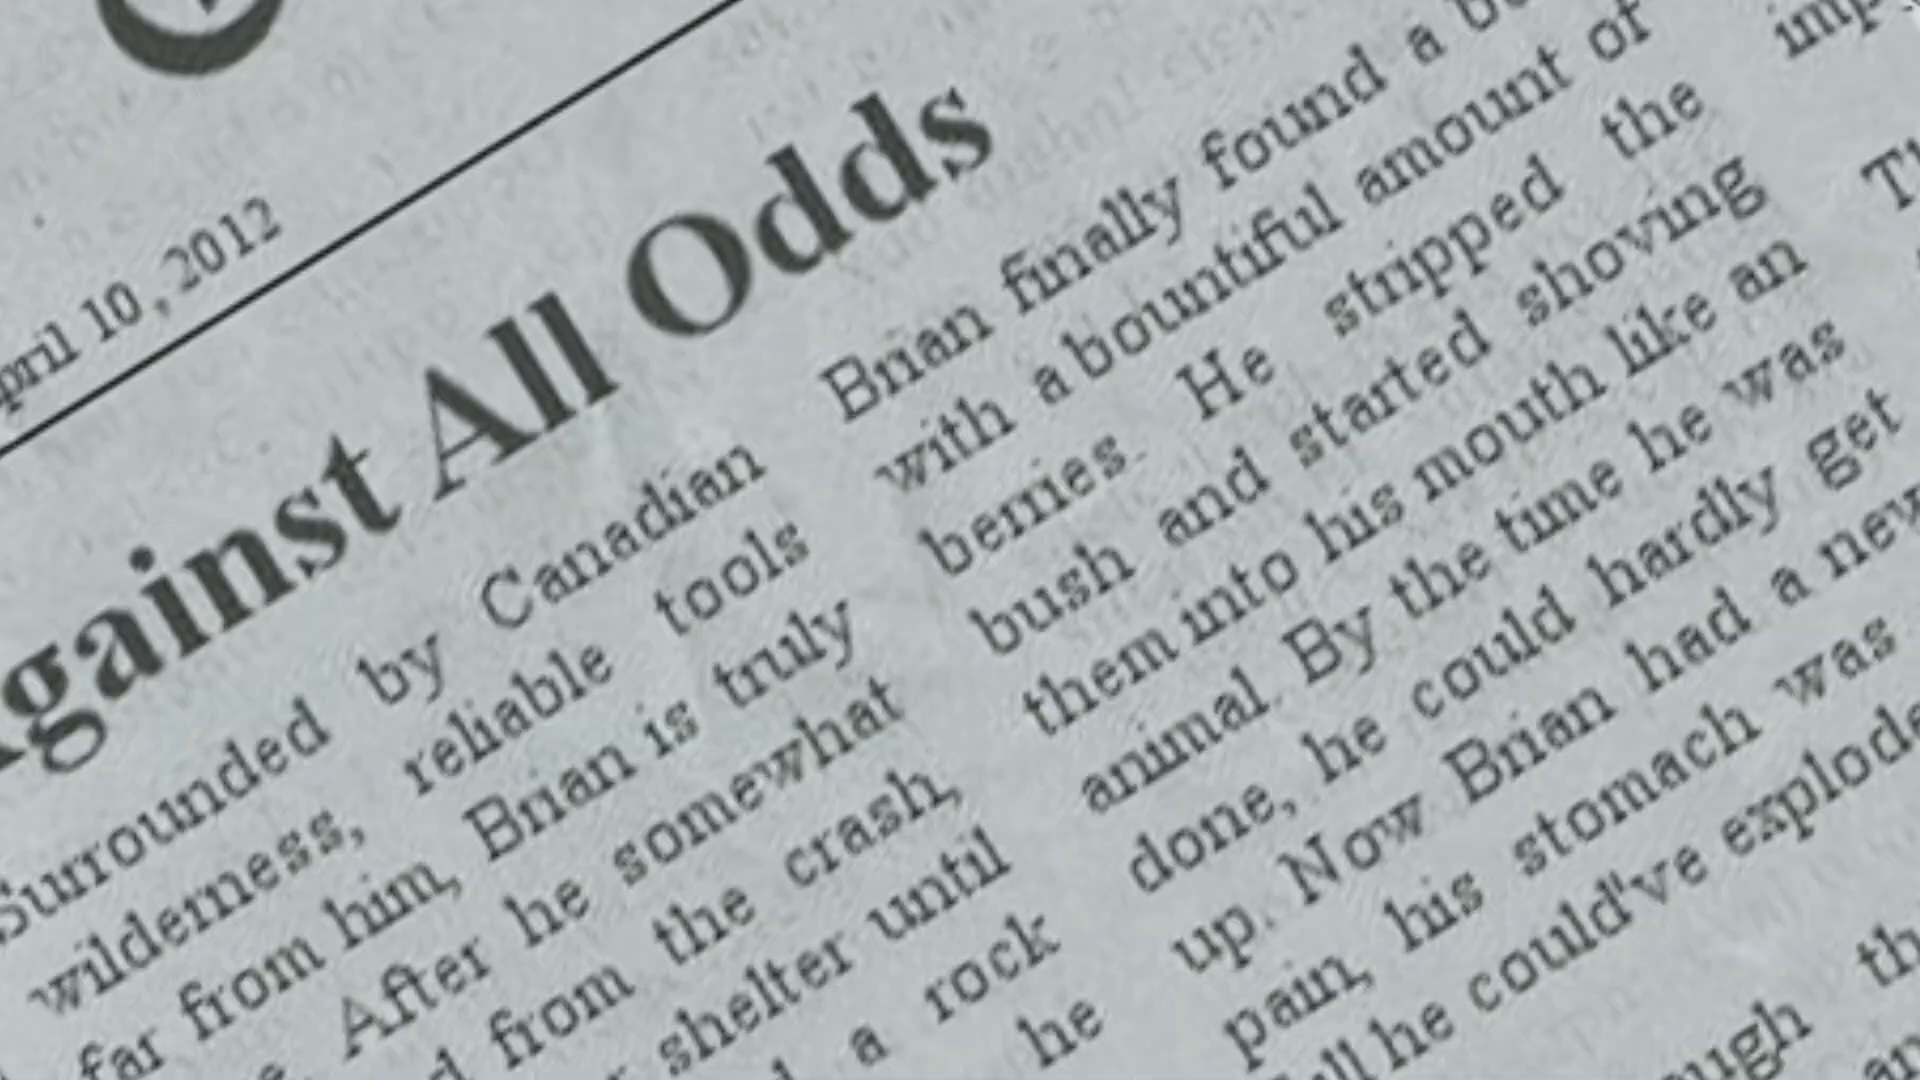 pril 10, 2012
gainst All Odds
Surrounded by Canadian
wilderness, reliable tools
far from him, Brian is truly
After he somewhat
from the crash,
shelter until
a rock
he
Brian finally found a
with a bountiful amount of
berries. He stripped the
bush and started shoving
them into his mouth like an
animal. By the time he was
done, he could hardly get
up. Now Brian had a new
pain, his stomach was
he could"ve explode